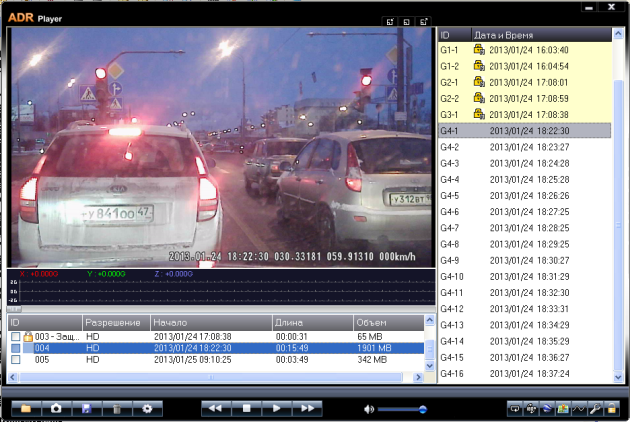 ADR Player
у841оо 47
У312ВТ
2013.01.24 18:22:30 030.33181 059.91310 000km/h
X : +0.000G Y : +0.000G Z : +0.000G
ID Разрешение Начало Длина Объем
003 - Защ... HD 2013/01/24 17:08:38 00:00:31 65 MB
004 HD 2013/01/24 18:22:30 00:15:49 1901 MB
005 HD 2013/01/25 09:10:25 00:03:49 342 MB
ID Дата и Время
G1-1 2013/01/24 16:03:40
G1-2 2013/01/24 16:04:54
G2-1 2013/01/24 17:08:01
G2-2 2013/01/24 17:08:59
G3-1 2013/01/24 17:08:38
G4-1 2013/01/24 18:22:30
G4-2 2013/01/24 18:23:27
G4-3 2013/01/24 18:24:28
G4-4 2013/01/24 18:25:28
G4-5 2013/01/24 18:26:26
G4-6 2013/01/24 18:27:25
G4-7 2013/01/24 18:28:25
G4-8 2013/01/24 18:29:25
G4-9 2013/01/24 18:30:27
G4-10 2013/01/24 18:31:29
G4-11 2013/01/24 18:32:30
G4-12 2013/01/24 18:33:31
G4-13 2013/01/24 18:34:29
G4-14 2013/01/24 18:35:29
G4-15 2013/01/24 18:36:27
G4-16 2013/01/24 18:37:24